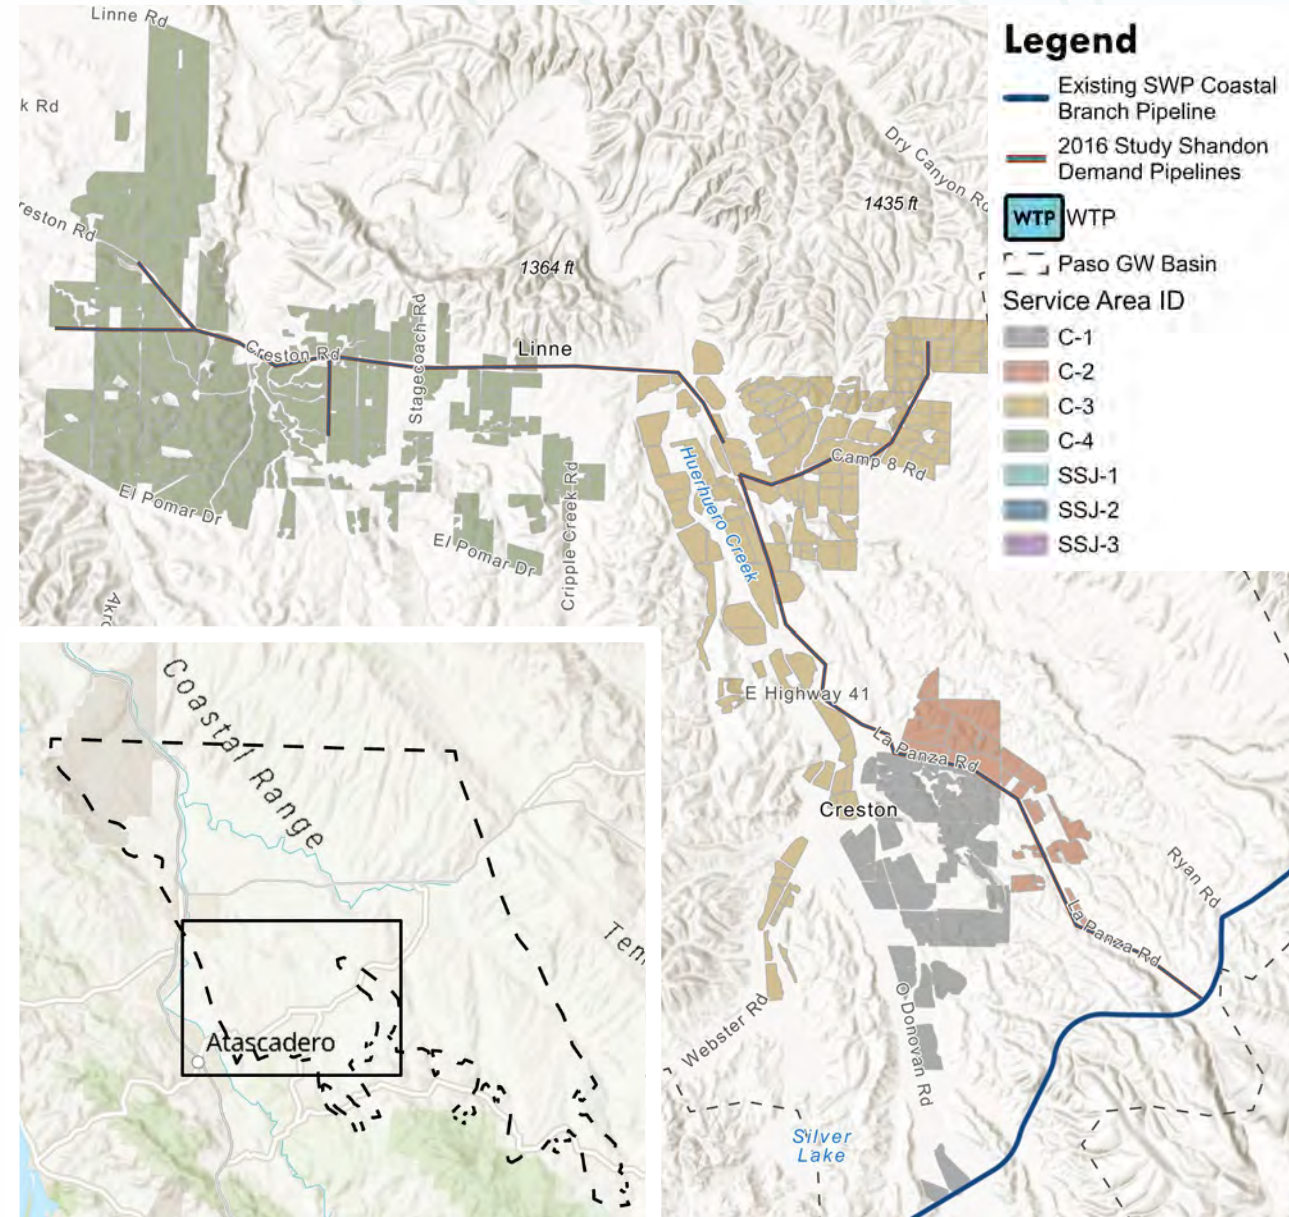 Linne Rd
k Rd
reston Rd
Creston Rd
Stagecoach Rd
Linne
1364 ft
1435 ft
Dry Canyon Rd
El Pomar Dr
El Pomar Dr
Cripple Creek Rd
Huerhuero Creek
Camp 8 Rd
E Highway 41
La Panza Rd
Creston
La Panza Rd
Ryan Rd
Webster Rd
O Donovan Rd
Silver
Lake
Akro
Legend
Existing SWP Coastal
Branch Pipeline
2016 Study Shandon
Demand Pipelines
WTP WTP
Paso GW Basin
Service Area ID
C-1
C-2
C-3
C-4
SSJ-1
SSJ-2
SSJ-3
Coastal Range
Tem
Atascadero